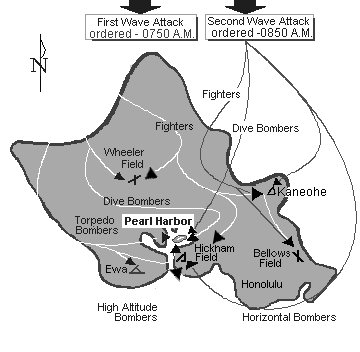 First Wave Attack
ordered - 0750 A.M.
Second Wave Attack
ordered -0850 A.M.
N
Fighters
Fighters
Dive Bombers
Wheeler
Field
Kaneohe
Dive Bombers
Torpedo
Bombers
Pearl Harbor
Hickham
Field
Bellows
Field
Ewa
Honolulu
High Altitude
Bombers
Horizontal Bombers